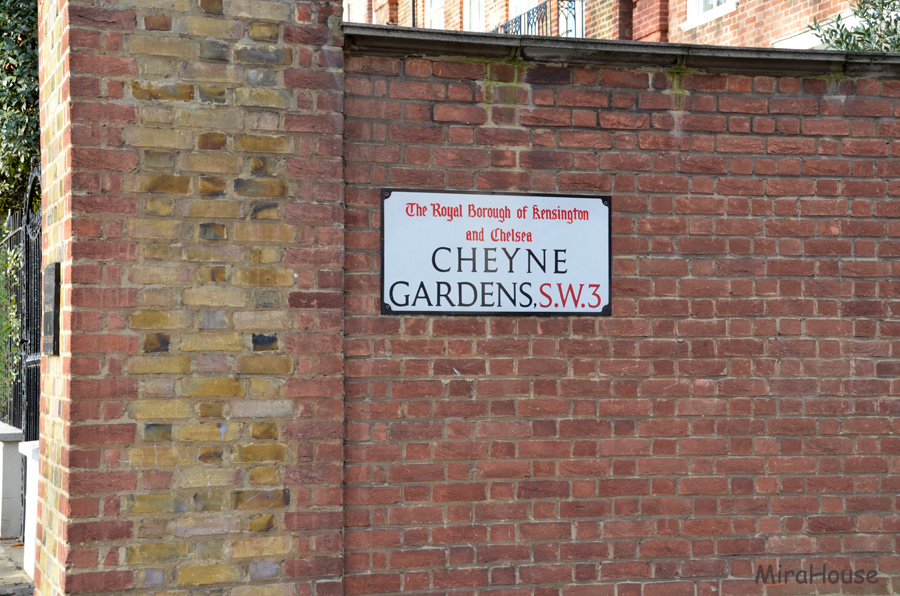 The Royal Borough of Kensington
and Chelsea
CHEYNE
GARDENS, S.W.3
MiraHouse